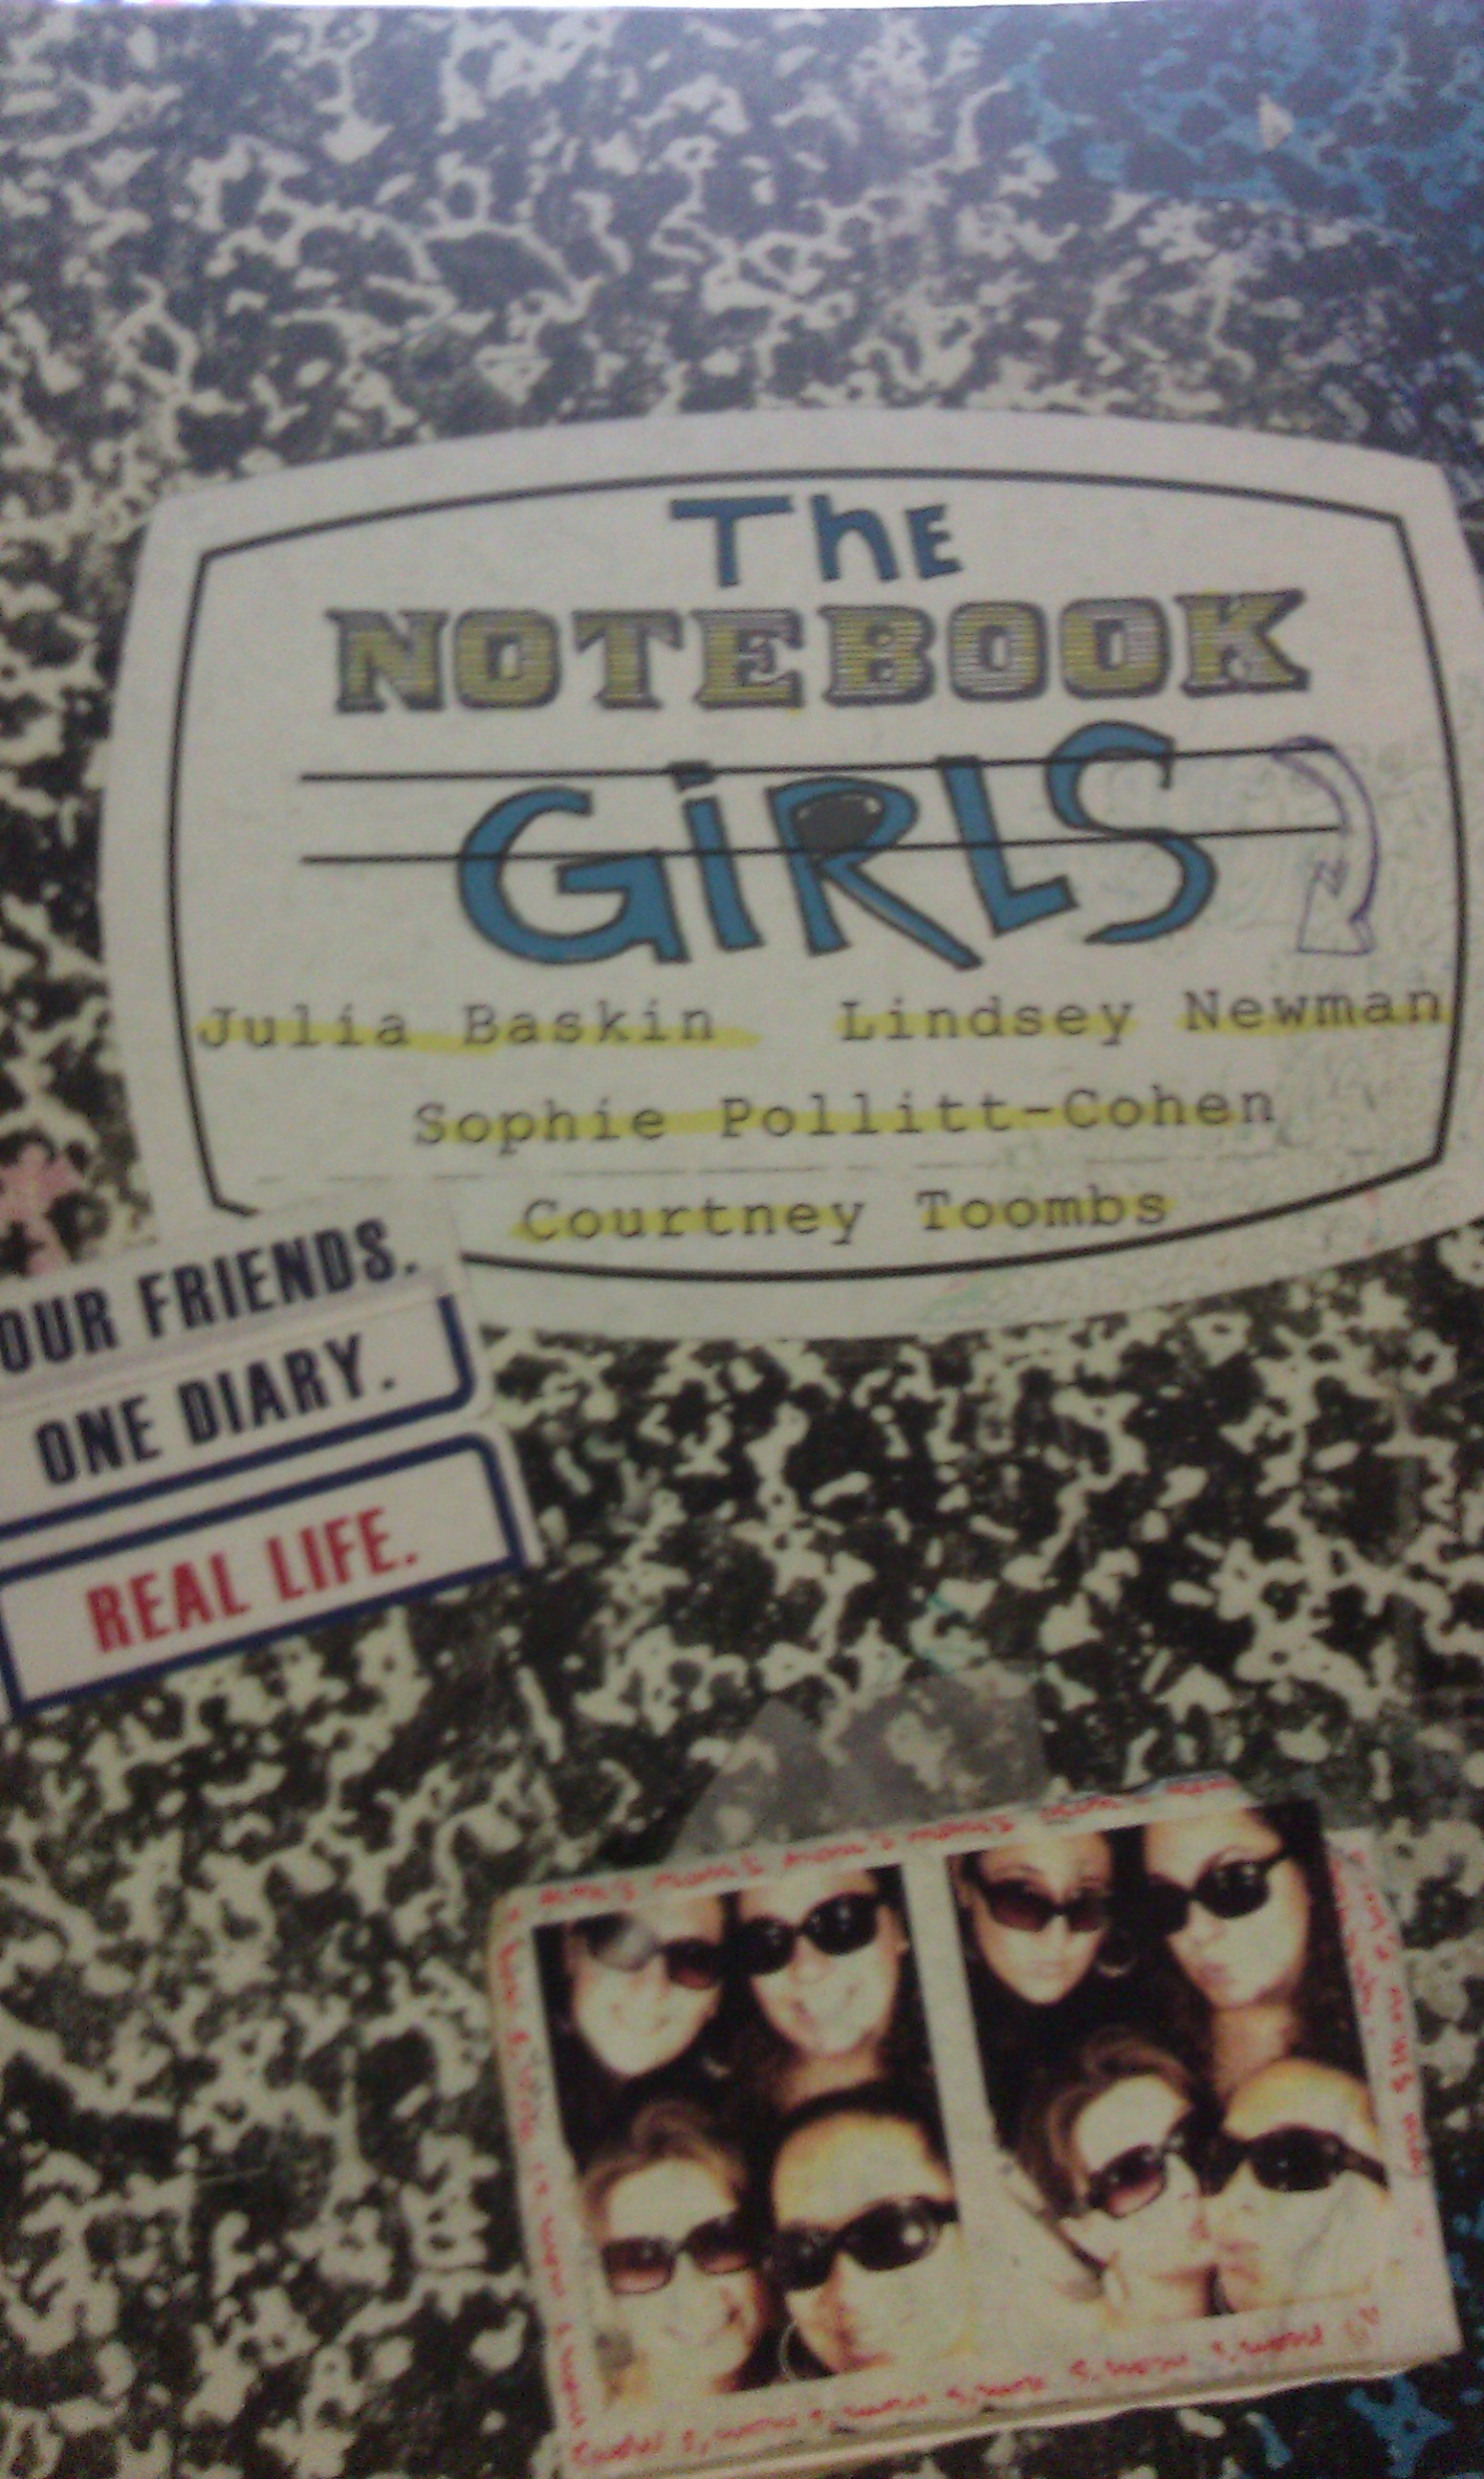 The
NOTEBOOK
GiRLS
Julia Baskin Lindsey Newman
Sophie Pollitt-Cohen
Courtney Toombs
OUR FRIENDS.
ONE DIARY.
REAL LIFE.